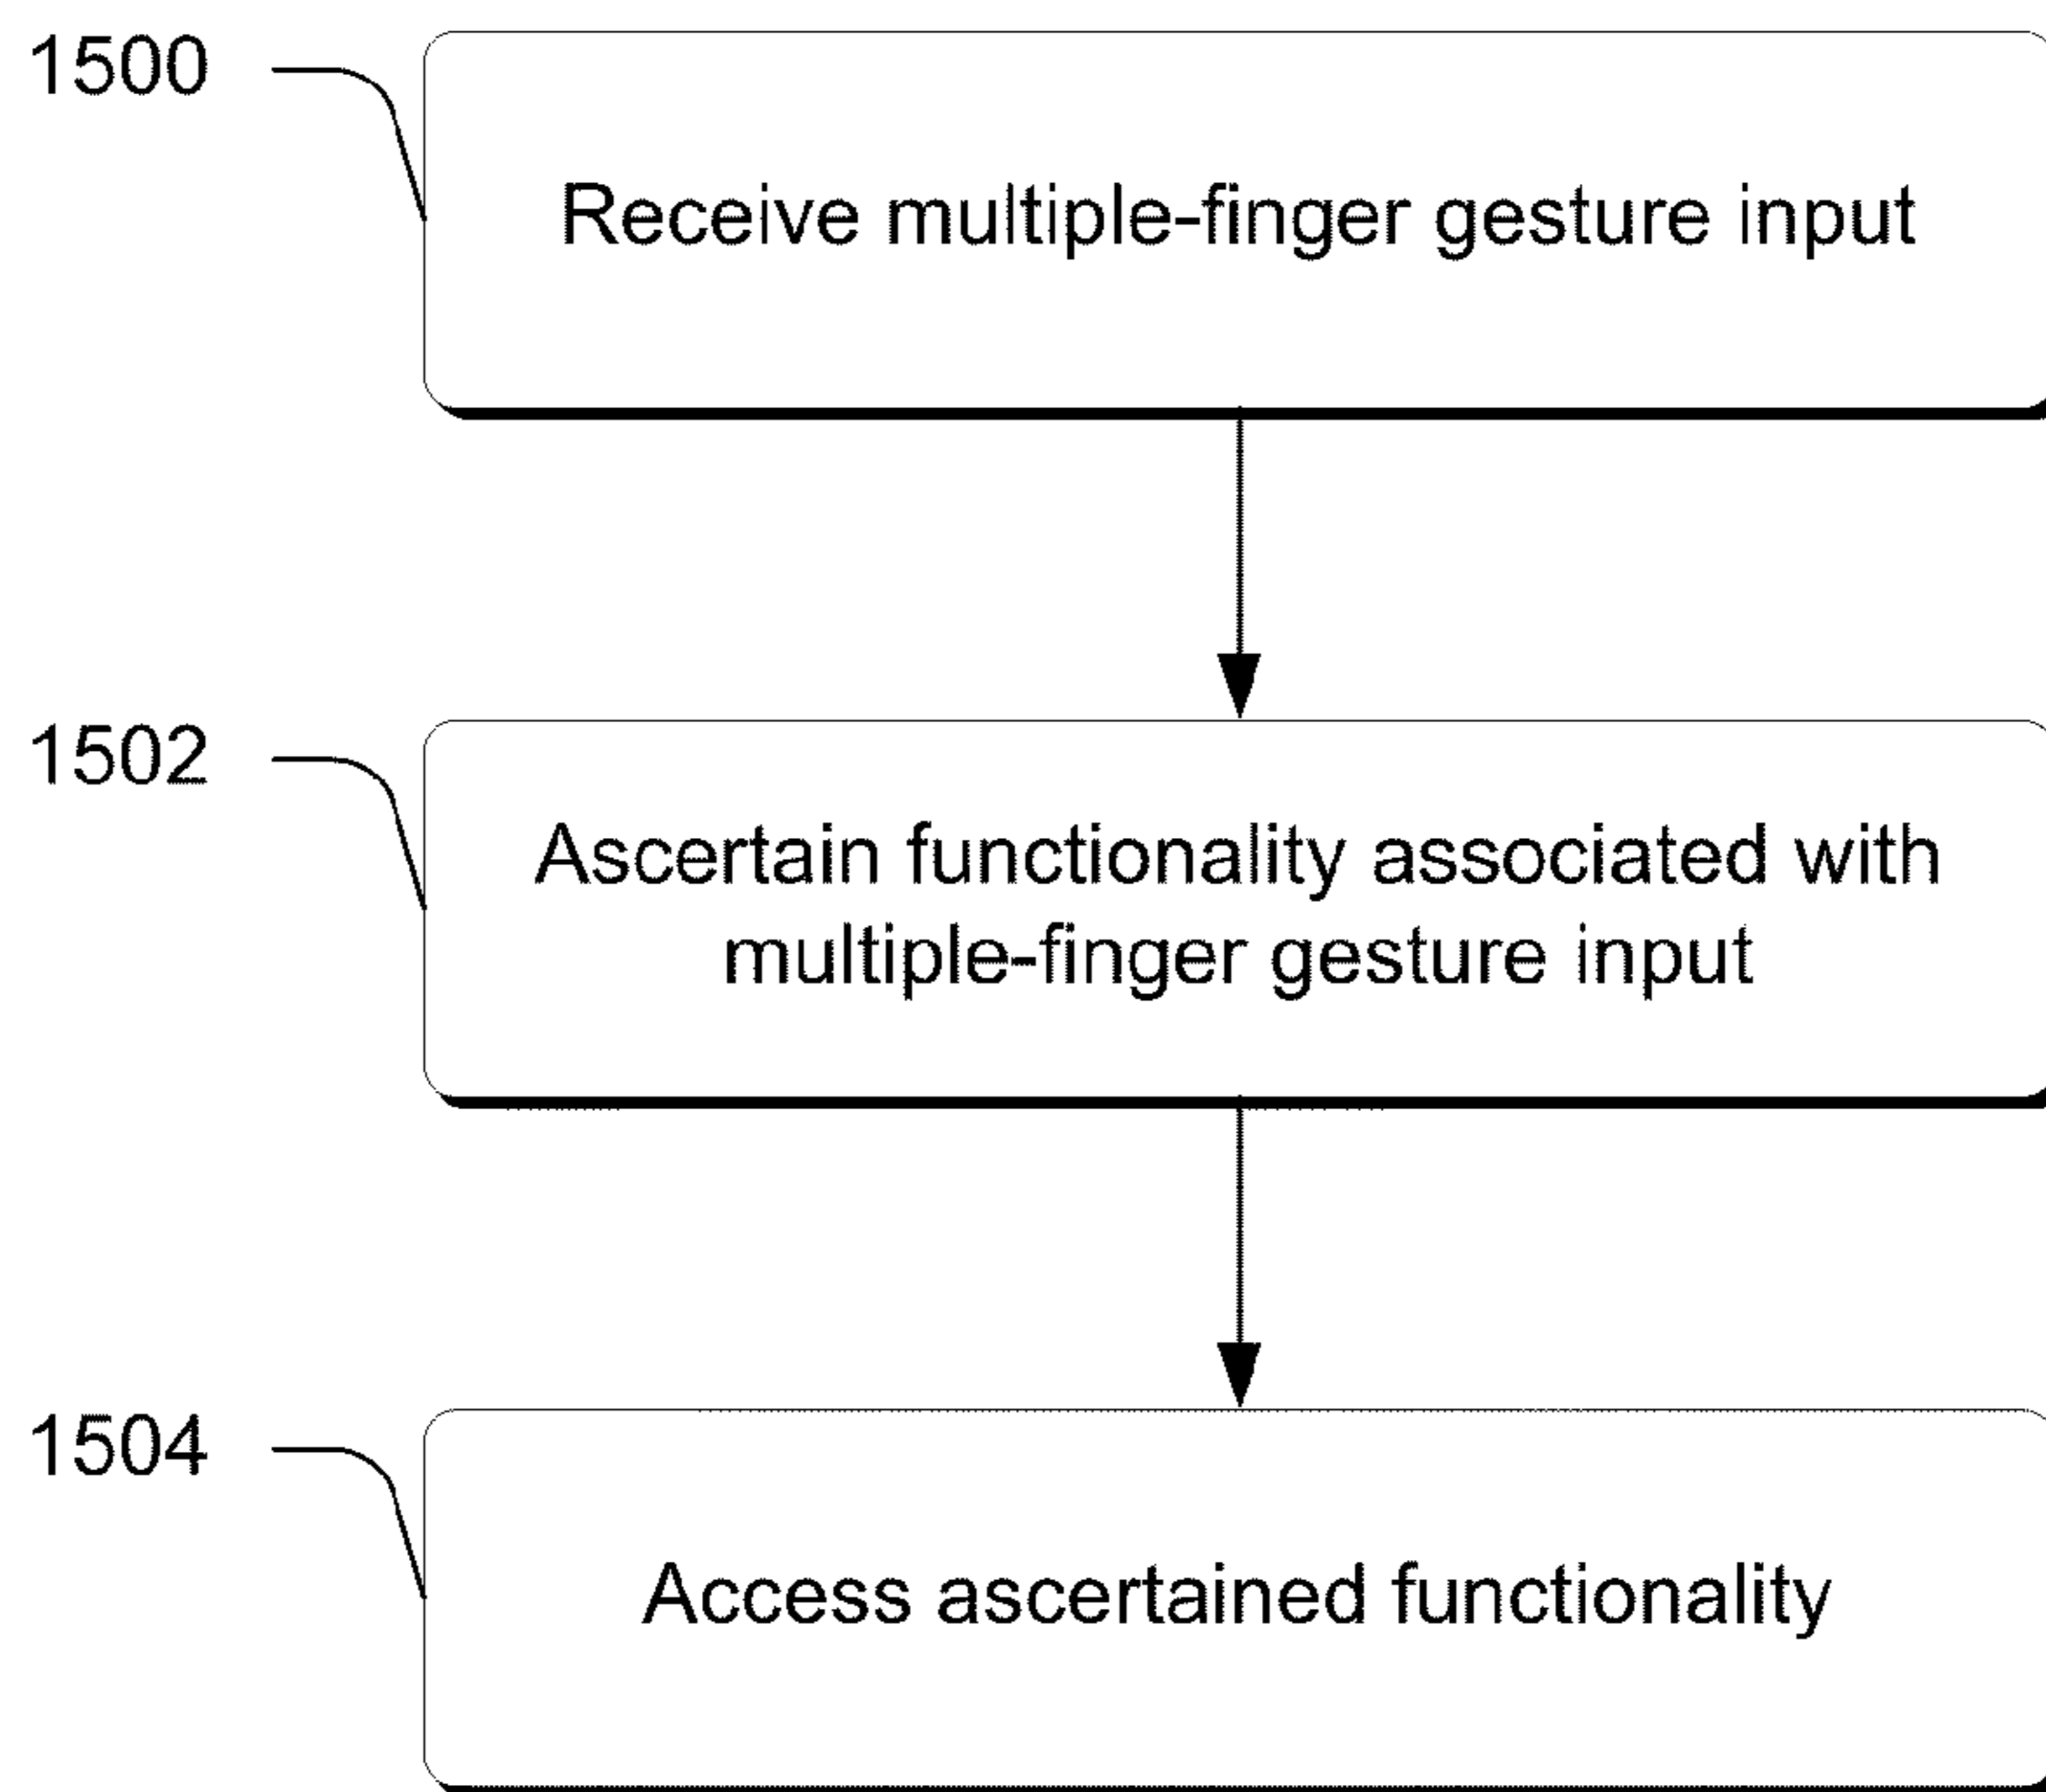 1500
Receive multiple-finger gesture input
1502
Ascertain functionality associated with
multiple-finger gesture input
1504
Access ascertained functionality